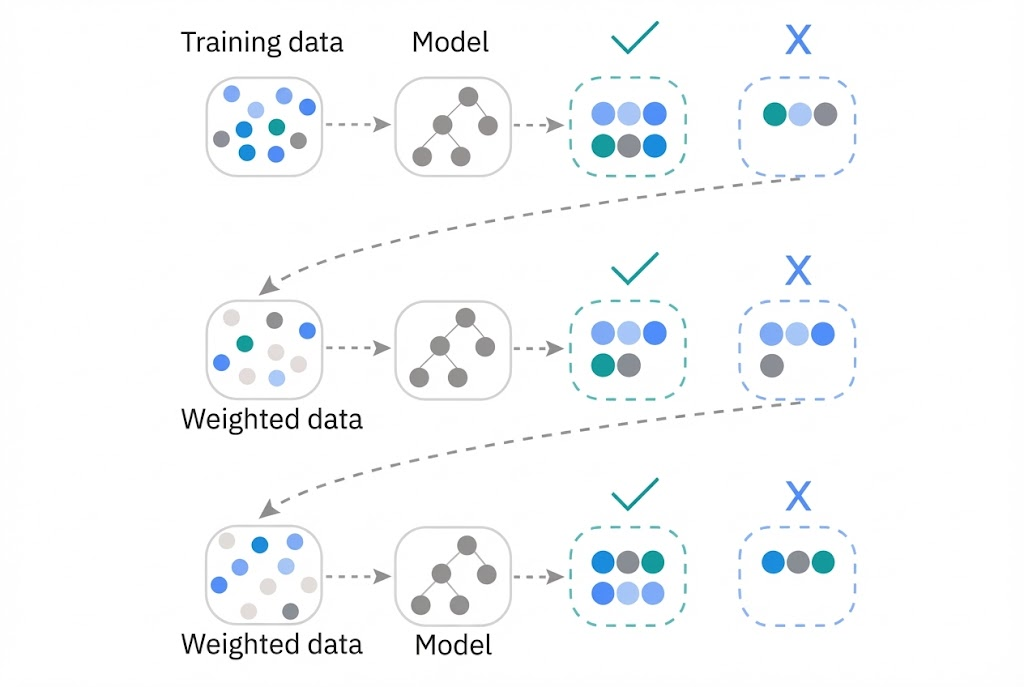 Training data
Model
X
X
Weighted data
X
Weighted data
Model